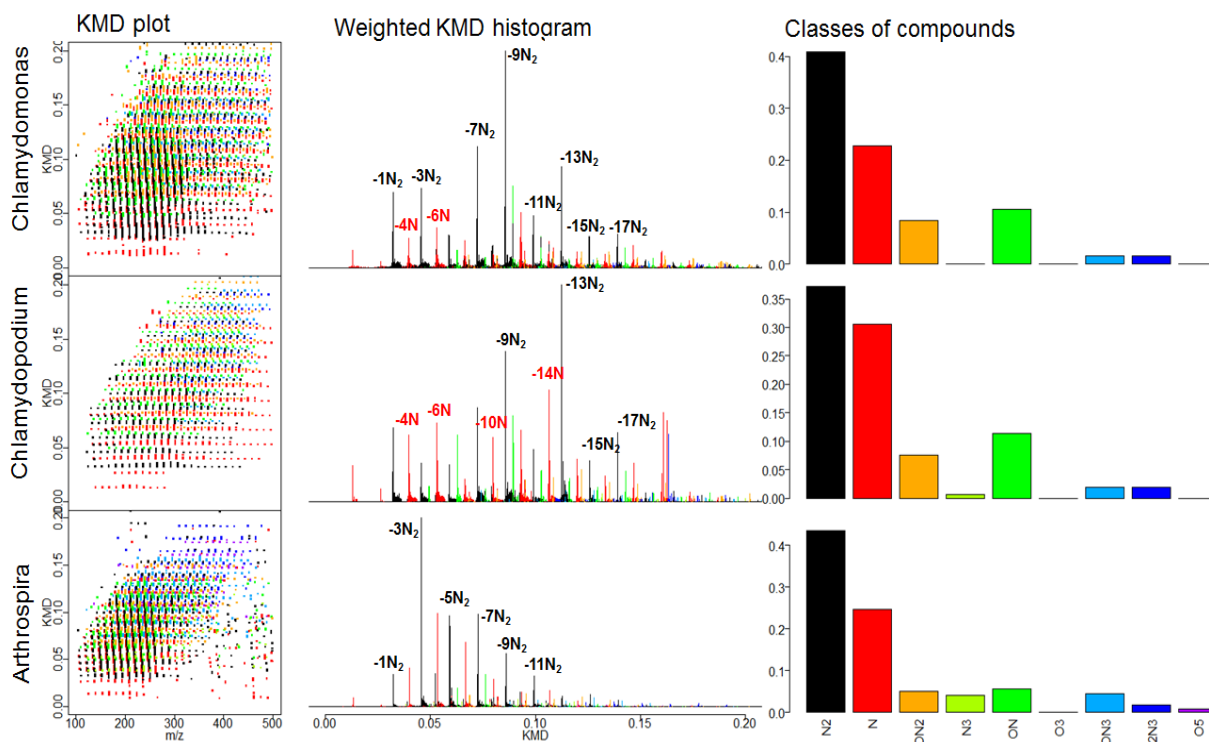 KMD plot
Weighted KMD histogram
Classes of compounds
Chlamydomonas
0.00 0.05 0.10 0.15 0.20
KMD
-1N₂
-3N₂
-4N
-6N
-7N₂
-9N₂
-11N₂
-13N₂
-15N₂
-17N₂
0.4
0.3
0.2
0.1
0.0
Chlamydopodium
0.00 0.05 0.10 0.15 0.20
KMD
-4N
-6N
-10N
-9N₂
-14N
-13N₂
-15N₂
-17N₂
0.35
0.30
0.25
0.20
0.15
0.10
0.05
0.00
Arthrospira
0.00 0.05 0.10 0.15 0.20
KMD
100 200 300 400 500
m/z
-1N₂
-3N₂
-5N₂
-7N₂
-9N₂
-11N₂
0.00 0.05 0.10 0.15 0.20
KMD
0.4
0.3
0.2
0.1
0.0
N2 N ON2 N3 ON O3 ON3 2N3 O5